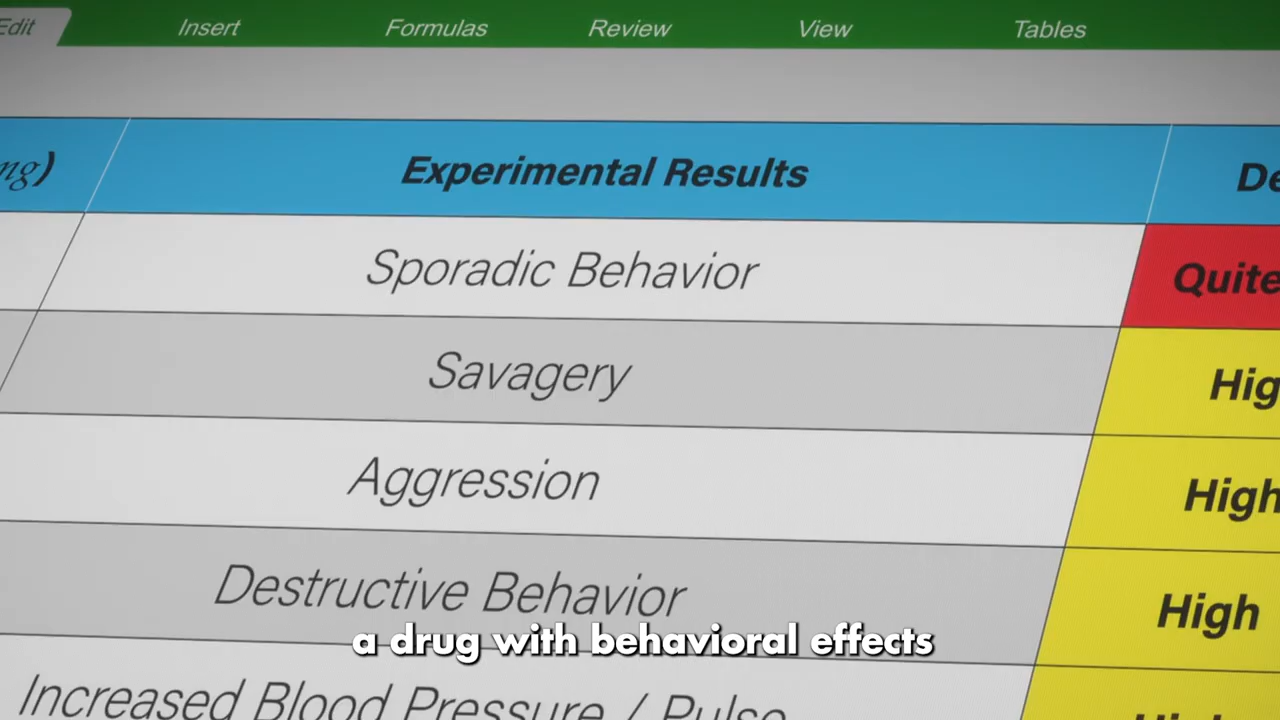 Edit Insert Formulas Review View Tables
Experimental Results
Sporadic Behavior Quite
Savagery
Aggression High
Destructive Behavior High
a drug with behavioral effects
Increased Blood Pressure / Pulse